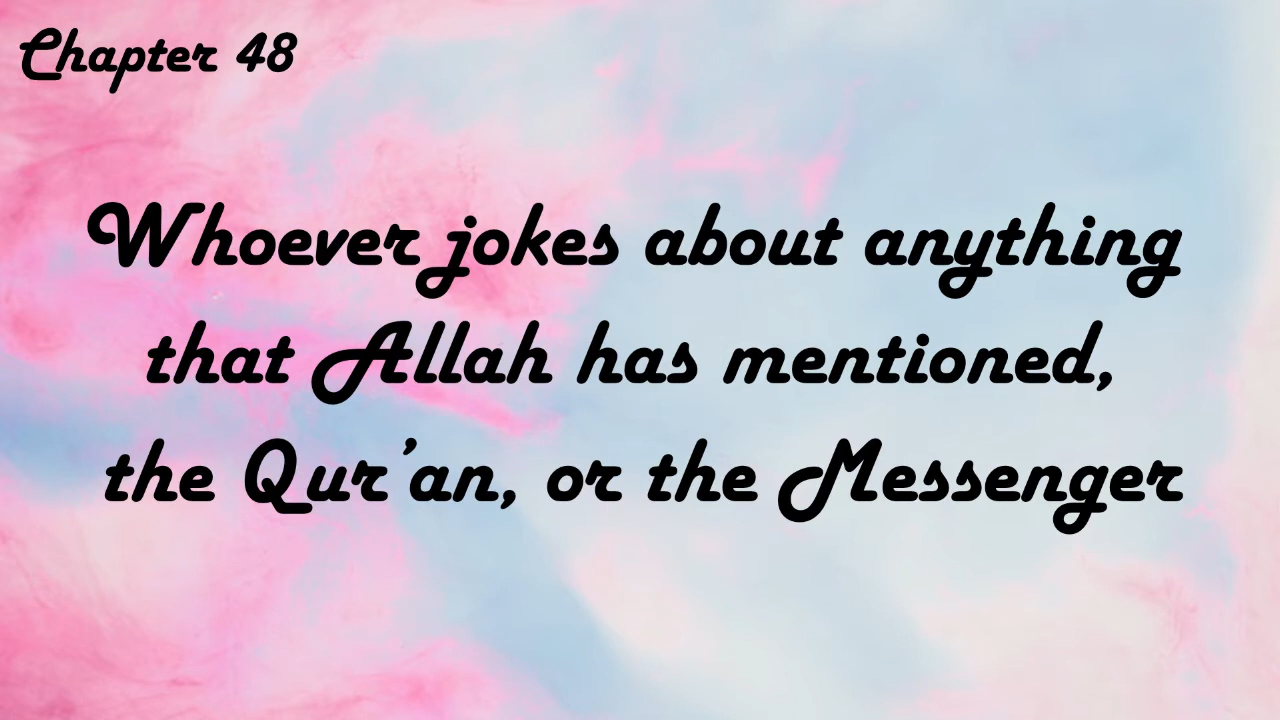 Chapter 48
Whoever jokes about anything
that Allah has mentioned,
the Qur’an, or the Messenger